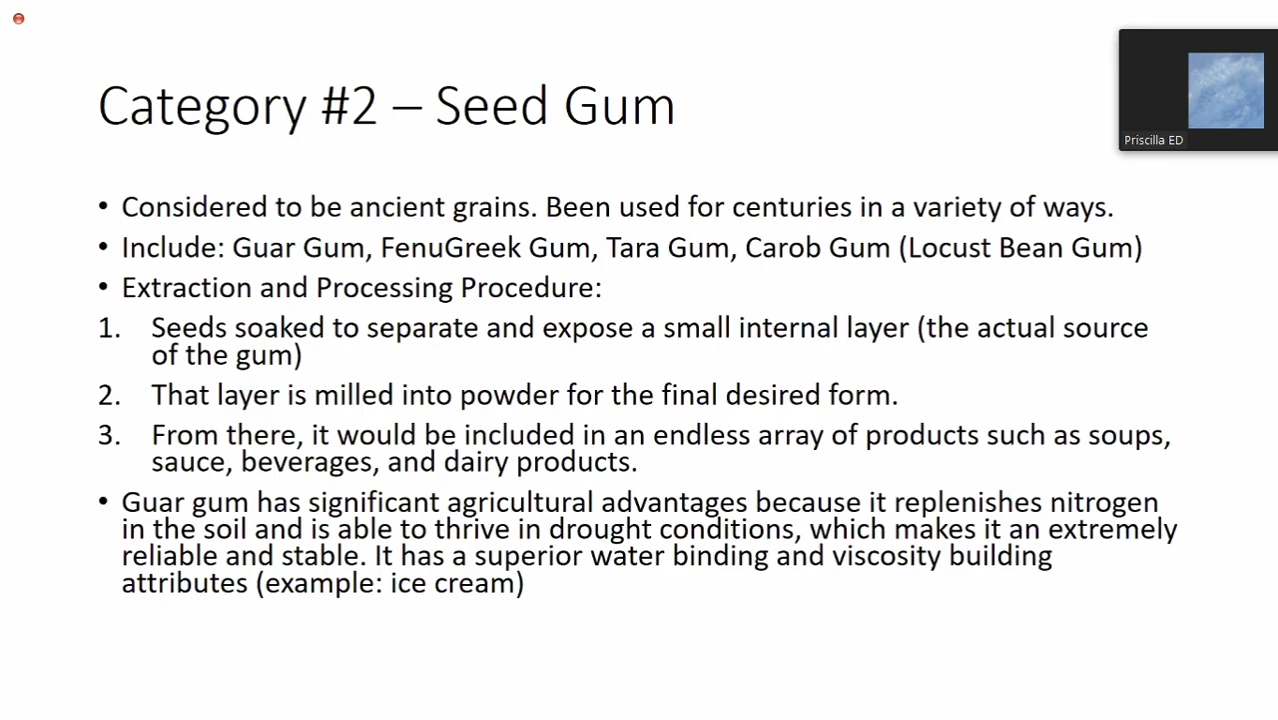 Category #2 – Seed Gum
Priscilla ED
• Considered to be ancient grains. Been used for centuries in a variety of ways.
• Include: Guar Gum, FenuGreek Gum, Tara Gum, Carob Gum (Locust Bean Gum)
• Extraction and Processing Procedure:
1. Seeds soaked to separate and expose a small internal layer (the actual source
of the gum)
2. That layer is milled into powder for the final desired form.
3. From there, it would be included in an endless array of products such as soups,
sauce, beverages, and dairy products.
• Guar gum has significant agricultural advantages because it replenishes nitrogen
in the soil and is able to thrive in drought conditions, which makes it an extremely
reliable and stable. It has a superior water binding and viscosity building
attributes (example: ice cream)